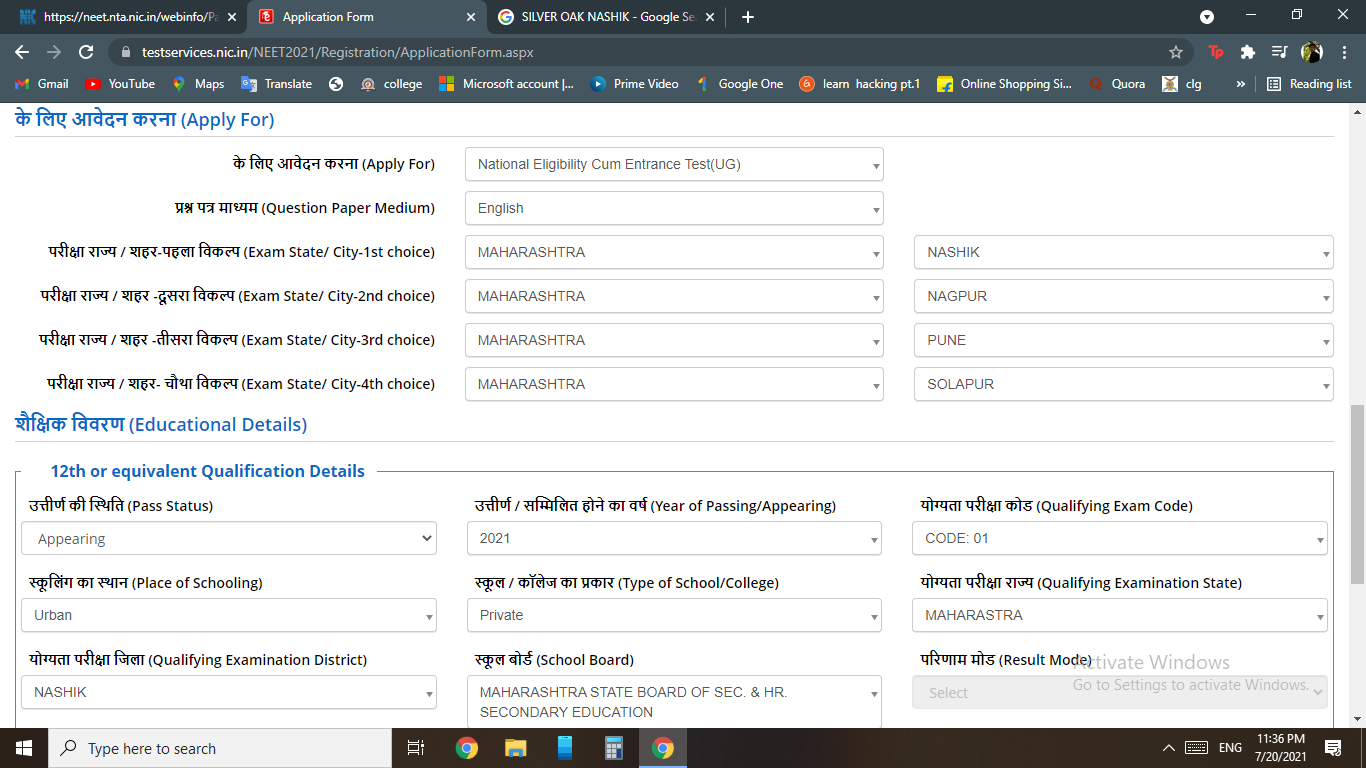 https://neet.nta.nic.in/webinfo/Pa
Application Form
SILVER OAK NASHIK - Google Se
testservices.nic.in/NEET2021/Registration/ApplicationForm.aspx
Gmail YouTube Maps Translate college Microsoft account |... Prime Video Google One learn hacking pt.1 Online Shopping Si... Quora clg » Reading list
के लिए आवेदन करना (Apply For)
के लिए आवेदन करना (Apply For) National Eligibility Cum Entrance Test(UG)
प्रश्न पत्र माध्यम (Question Paper Medium) English
परीक्षा राज्य / शहर-पहला विकल्प (Exam State/ City-1st choice) MAHARASHTRA NASHIK
परीक्षा राज्य / शहर -दूसरा विकल्प (Exam State/ City-2nd choice) MAHARASHTRA NAGPUR
परीक्षा राज्य / शहर -तीसरा विकल्प (Exam State/ City-3rd choice) MAHARASHTRA PUNE
परीक्षा राज्य / शहर- चौथा विकल्प (Exam State/ City-4th choice) MAHARASHTRA SOLAPUR
शैक्षिक विवरण (Educational Details)
12th or equivalent Qualification Details
उत्तीर्ण की स्थिति (Pass Status) उत्तीर्ण / सम्मिलित होने का वर्ष (Year of Passing/Appearing) योग्यता परीक्षा कोड (Qualifying Exam Code)
Appearing 2021 CODE: 01
स्कूलिंग का स्थान (Place of Schooling) स्कूल / कॉलेज का प्रकार (Type of School/College) योग्यता परीक्षा राज्य (Qualifying Examination State)
Urban Private MAHARASTRA
योग्यता परीक्षा जिला (Qualifying Examination District) स्कूल बोर्ड (School Board) परिणाम मोड (Result Mode)
NASHIK MAHARASHTRA STATE BOARD OF SEC. & HR. SECONDARY EDUCATION Select
Activate Windows
Go to Settings to activate Windows.
Type here to search
ENG
11:36 PM
7/20/2021